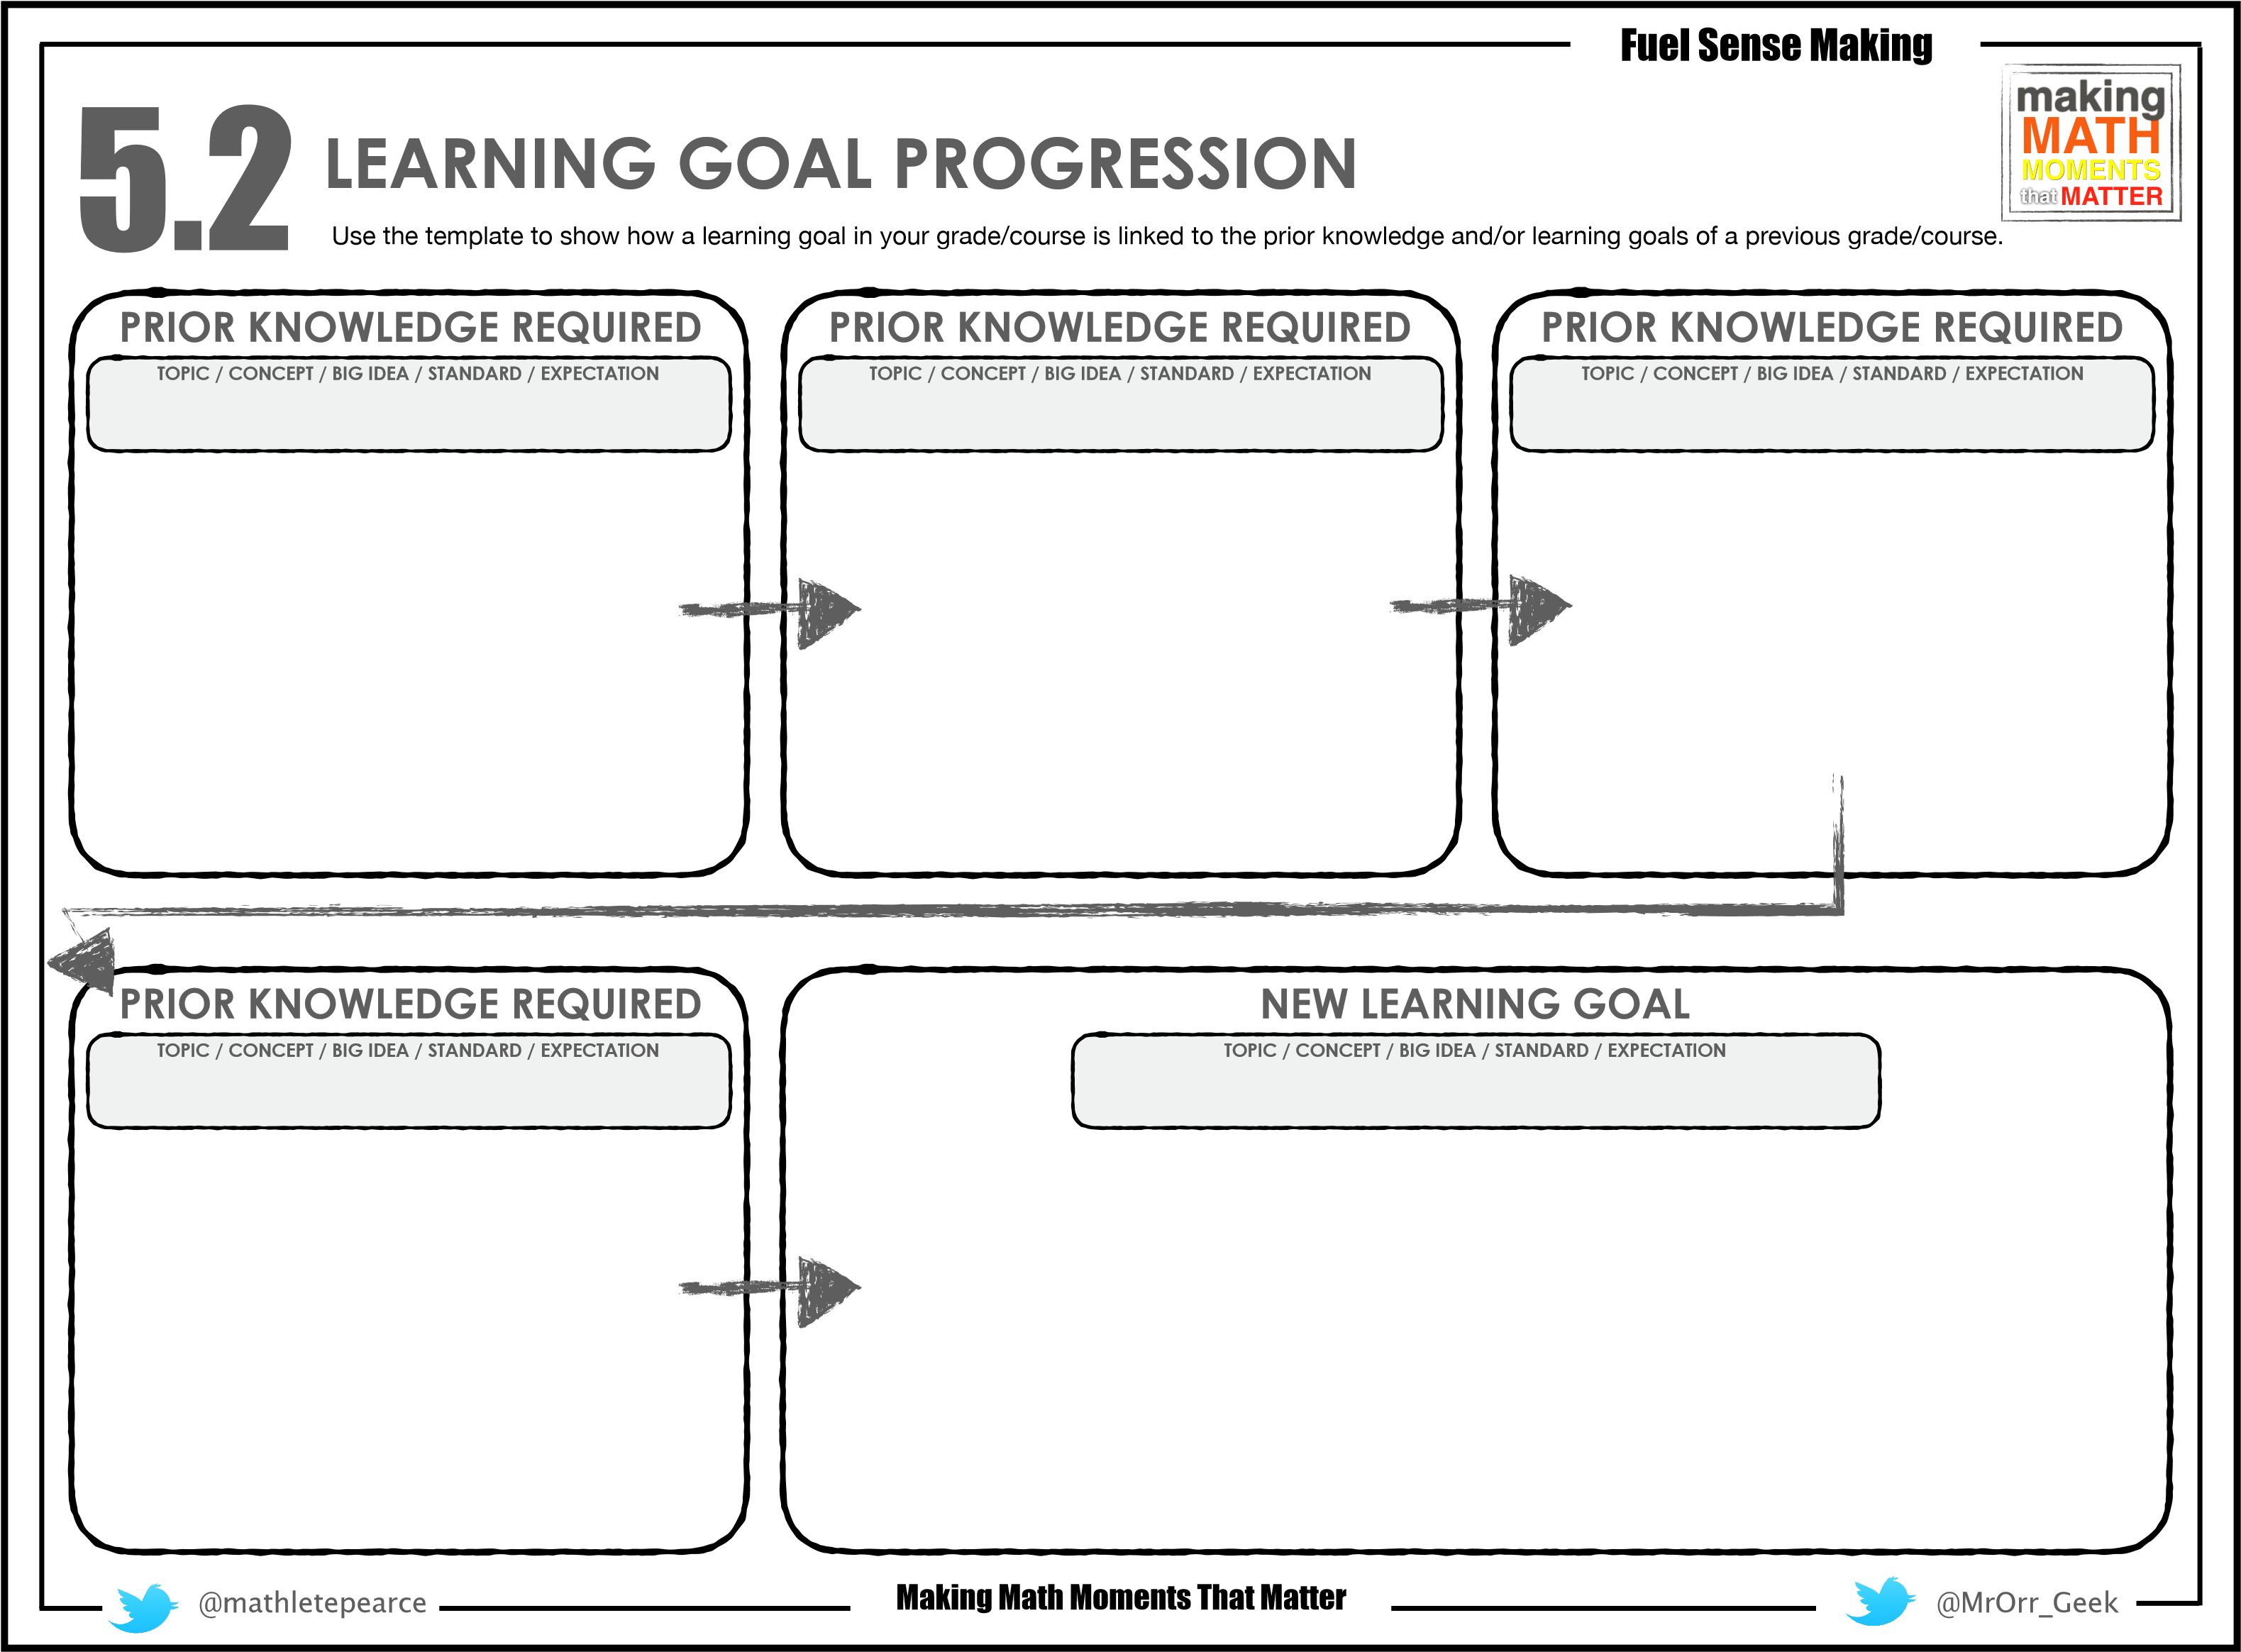 Fuel Sense Making
making
MATH
MOMENTS
that MATTER
5.2 LEARNING GOAL PROGRESSION
Use the template to show how a learning goal in your grade/course is linked to the prior knowledge and/or learning goals of a previous grade/course.
PRIOR KNOWLEDGE REQUIRED
TOPIC / CONCEPT / BIG IDEA / STANDARD / EXPECTATION
PRIOR KNOWLEDGE REQUIRED
TOPIC / CONCEPT / BIG IDEA / STANDARD / EXPECTATION
PRIOR KNOWLEDGE REQUIRED
TOPIC / CONCEPT / BIG IDEA / STANDARD / EXPECTATION
PRIOR KNOWLEDGE REQUIRED
TOPIC / CONCEPT / BIG IDEA / STANDARD / EXPECTATION
NEW LEARNING GOAL
TOPIC / CONCEPT / BIG IDEA / STANDARD / EXPECTATION
@mathletepearce
Making Math Moments That Matter
@MrOrr_Geek